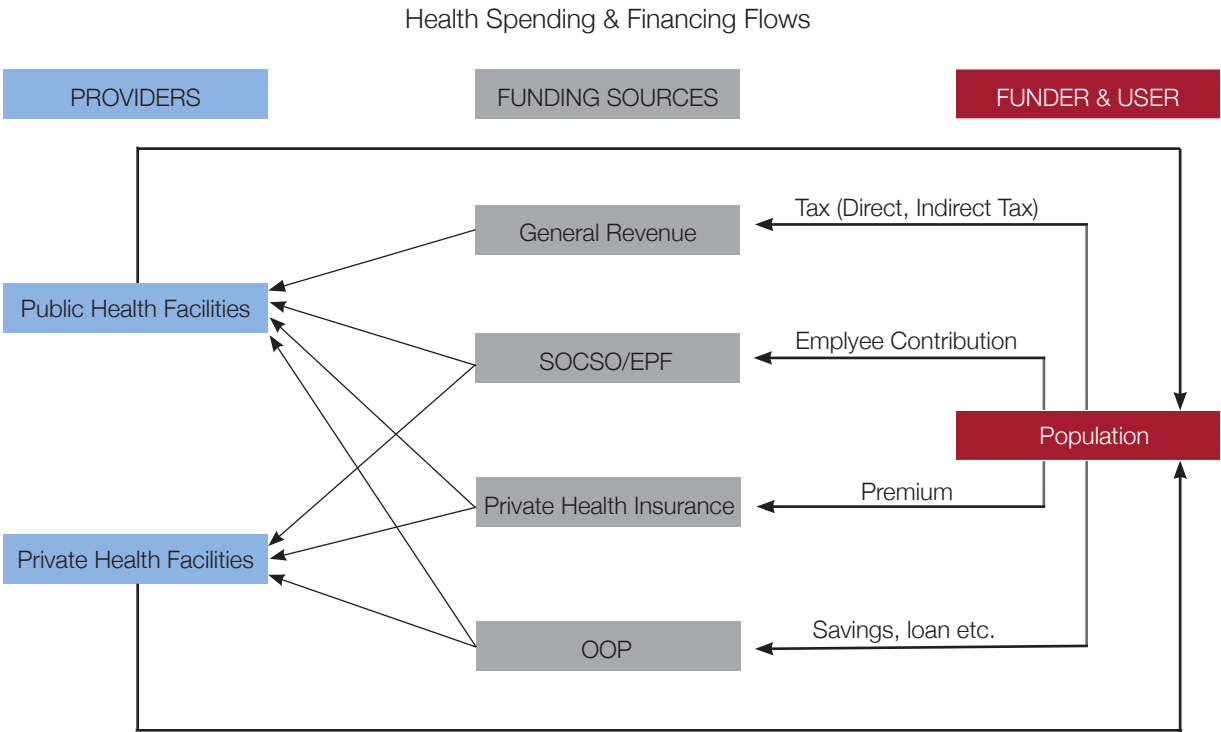 Health Spending & Financing Flows
PROVIDERS
FUNDING SOURCES
FUNDER & USER
Tax (Direct, Indirect Tax)
General Revenue
Public Health Facilities
Emplyee Contribution
SOCSO/EPF
Population
Premium
Private Health Insurance
Private Health Facilities
Savings, loan etc.
OOP